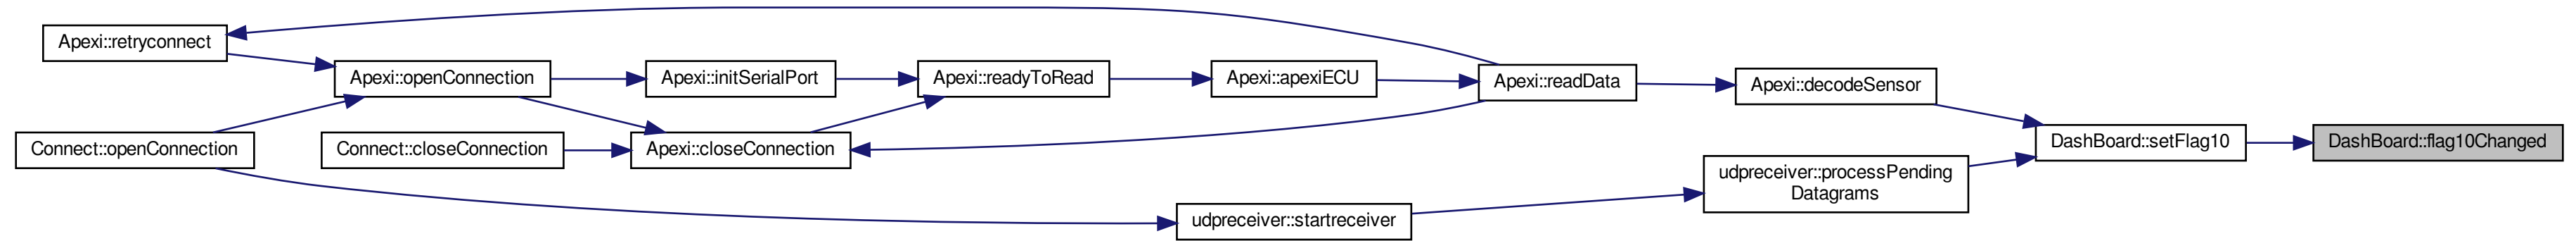 Apexi::retryconnect
Apexi::openConnection
Apexi::initSerialPort
Apexi::readyToRead
Apexi::apexiECU
Apexi::readData
Apexi::decodeSensor
Connect::openConnection
Connect::closeConnection
Apexi::closeConnection
DashBoard::setFlag10
DashBoard::flag10Changed
udpreceiver::processPending
Datagrams
udpreceiver::startreceiver